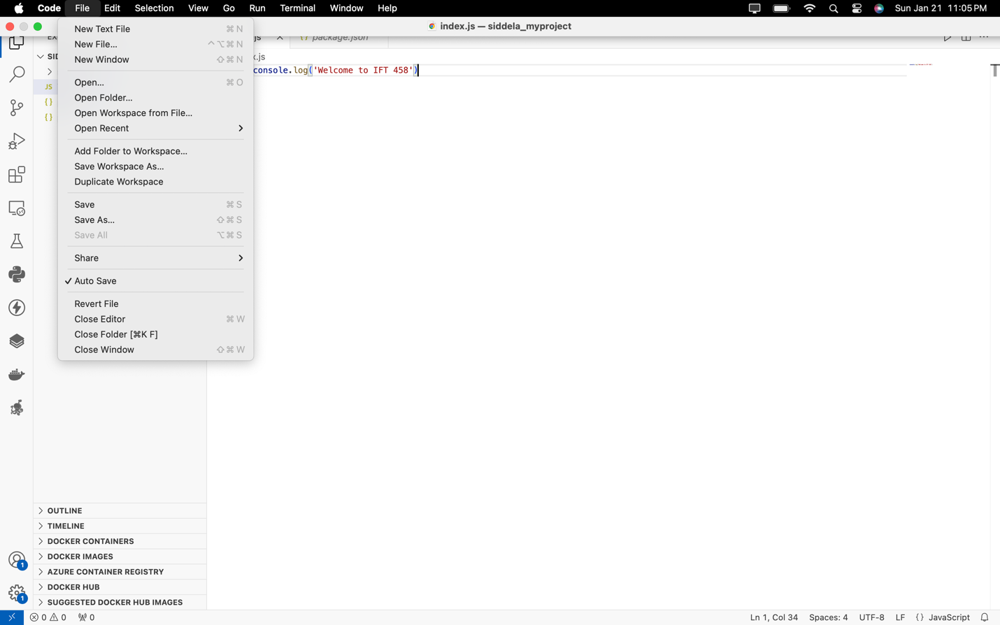 Code File Edit Selection View Go Run Terminal Window Help Sun Jan 21 11:05 PM
index.js — siddela_myproject
EX
js
{} package.json
SID
x.js
console.log('Welcome to IFT 458')
JS
{}
{}
New Text File ⌘ N
New File... ^⌥⌘ N
New Window ⇧⌘ N
Open... ⌘ O
Open Folder...
Open Workspace from File...
Open Recent
Add Folder to Workspace...
Save Workspace As...
Duplicate Workspace
Save ⌘ S
Save As... ⇧⌘ S
Save All ⌥⌘ S
Share
✓ Auto Save
Revert File
Close Editor ⌘ W
Close Folder [⌘K F]
Close Window ⇧⌘ W
OUTLINE
TIMELINE
DOCKER CONTAINERS
DOCKER IMAGES
1
AZURE CONTAINER REGISTRY
DOCKER HUB
1
SUGGESTED DOCKER HUB IMAGES
0 0 0 Ln 1, Col 34 Spaces: 4 UTF-8 LF {} JavaScript